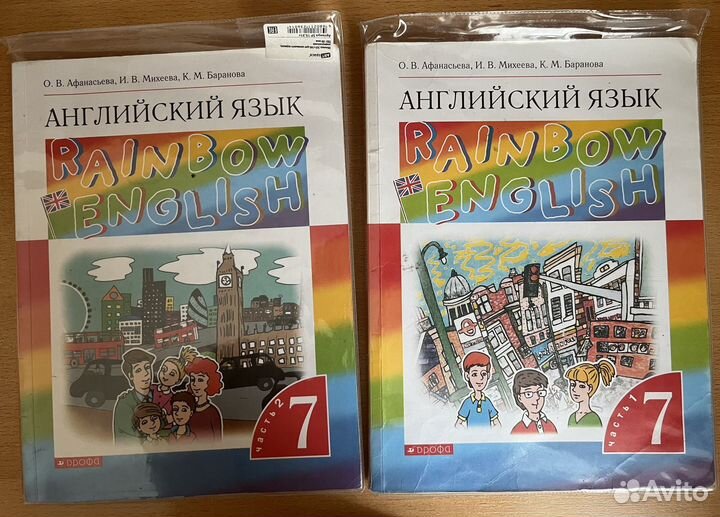 О. В. Афанасьева, И. В. Михеева, К. М. Баранова
АНГЛИЙСКИЙ ЯЗЫК
RAINBOW
ENGLISH
часть 2
7
дрофа
О. В. Афанасьева, И. В. Михеева, К. М. Баранова
АНГЛИЙСКИЙ ЯЗЫК
RAINBOW
ENGLISH
часть 1
7
дрофа
Avito